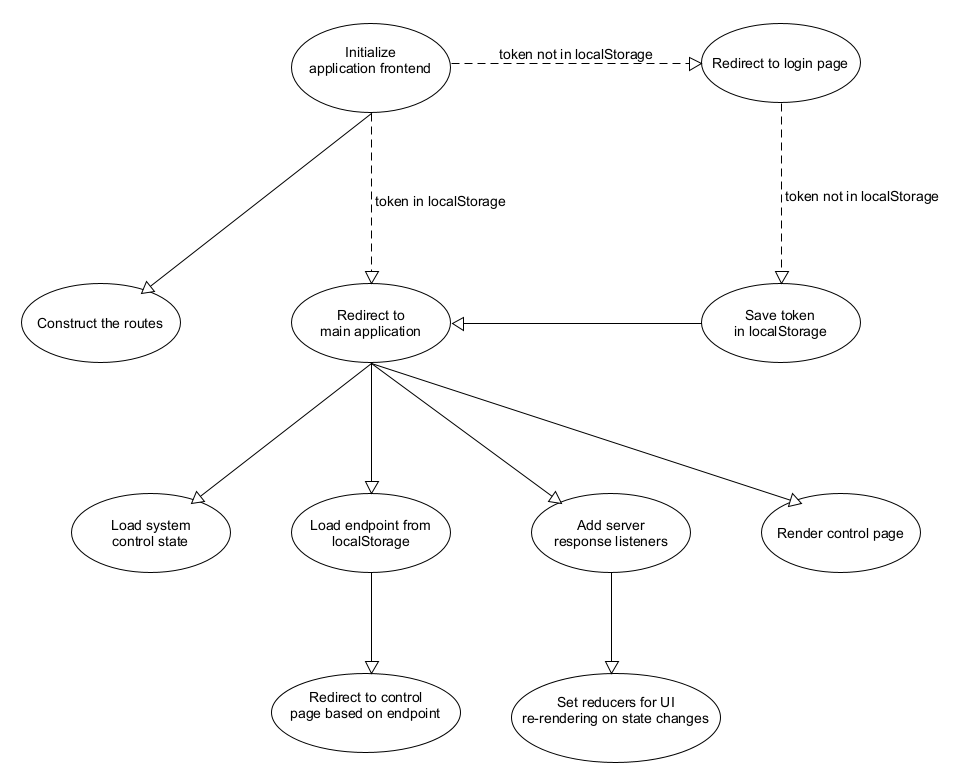 Initialize
application frontend
token not in localStorage
Redirect to login page
token in localStorage
token not in localStorage
Construct the routes
Redirect to
main application
Save token
in localStorage
Load system
control state
Load endpoint from
localStorage
Add server
response listeners
Render control page
Redirect to control
page based on endpoint
Set reducers for UI
re-rendering on state changes